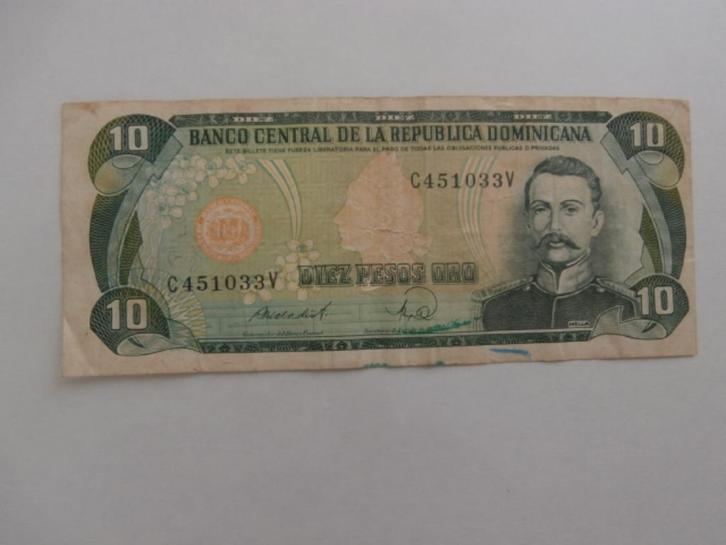 DIEZ DIEZ DIEZ
10 BANCO CENTRAL DE LA REPUBLICA DOMINICANA 10
ESTE BILLETE TIENE FUERZA LIBERATORIA PARA EL PAGO DE TODAS LAS OBLIGACIONES PUBLICAS O PRIVADAS
C451033V
C451033V DIEZ PESOS ORO
10 10
MELLA